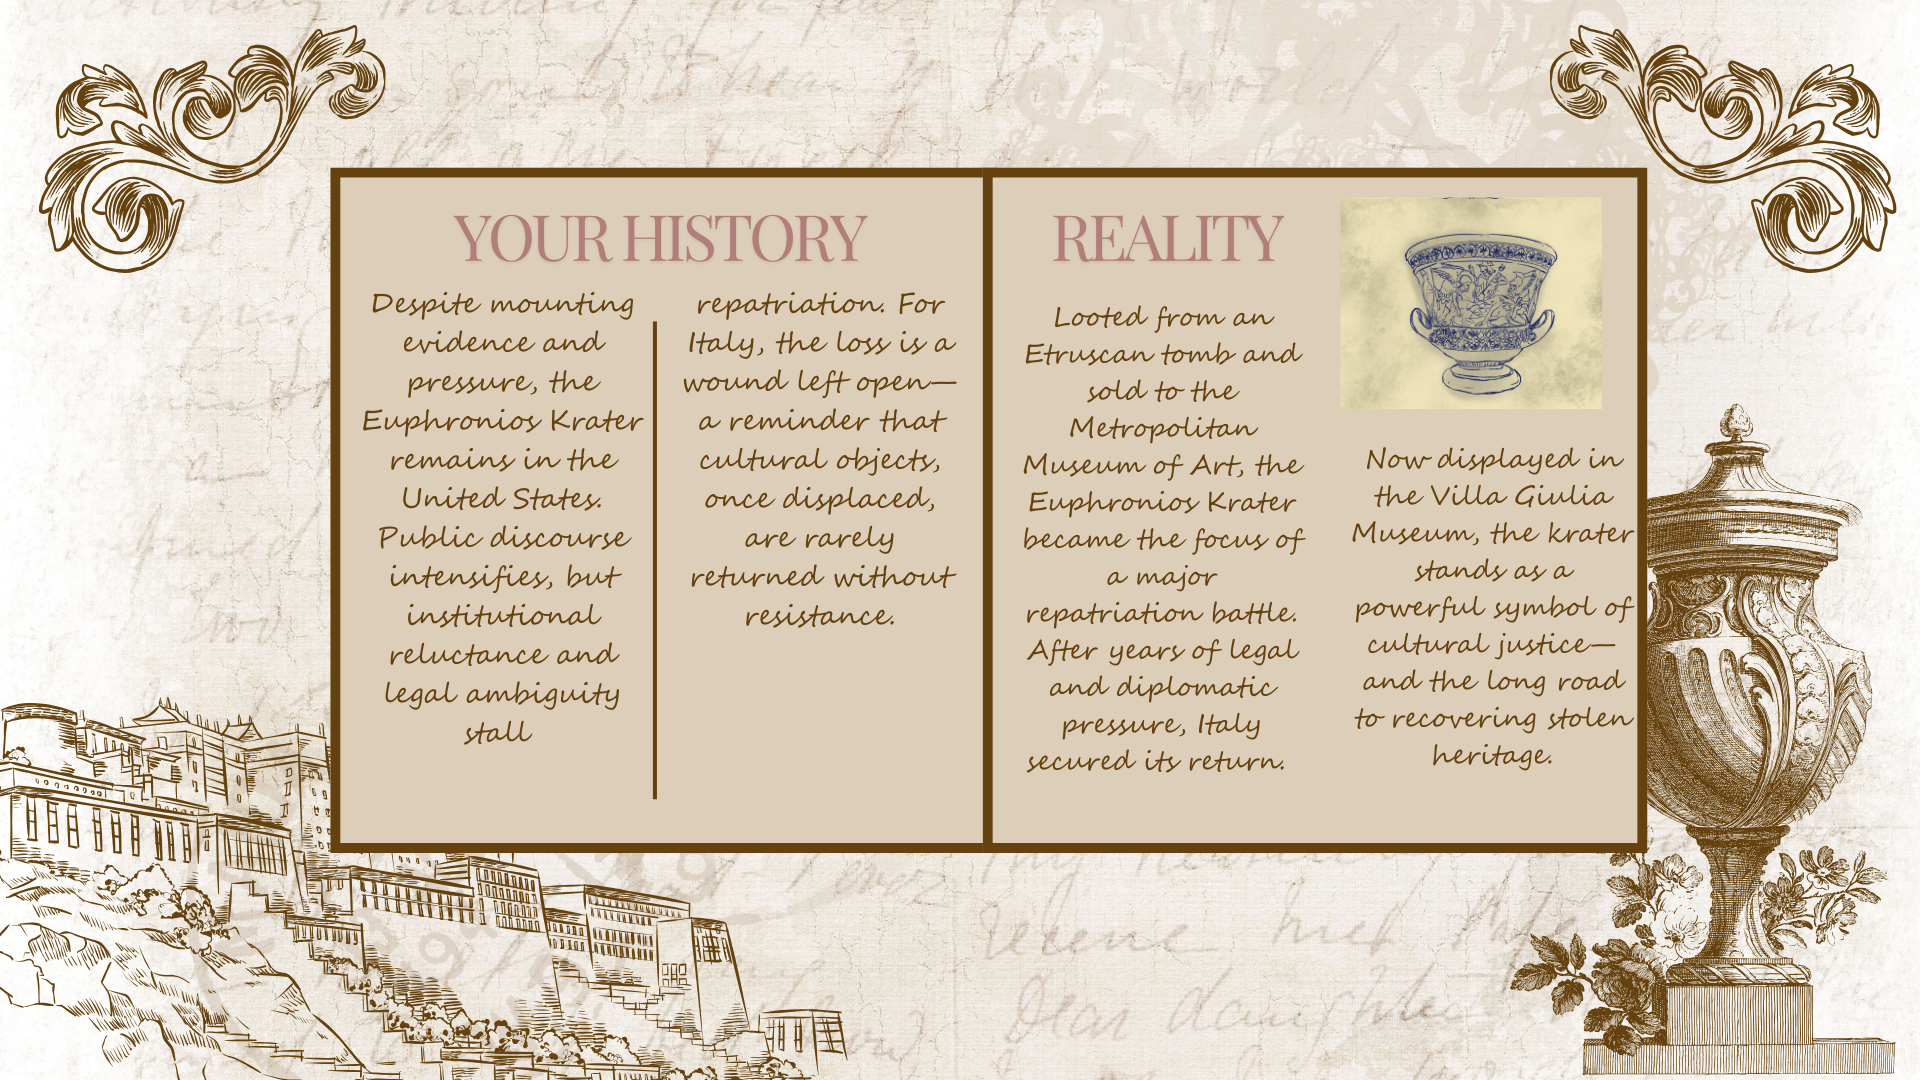 YOUR HISTORY
Despite mounting
evidence and
pressure, the
Euphronios Krater
remains in the
United States.
Public discourse
intensifies, but
institutional
reluctance and
legal ambiguity
stall
repatriation. For
Italy, the loss is a
wound left open—
a reminder that
cultural objects,
once displaced,
are rarely
returned without
resistance.
REALITY
Looted from an
Etruscan tomb and
sold to the
Metropolitan
Museum of Art, the
Euphronios Krater
became the focus of
a major
repatriation battle.
After years of legal
and diplomatic
pressure, Italy
secured its return.
Now displayed in
the Villa Giulia
Museum, the krater
stands as a
powerful symbol of
cultural justice—
and the long road
to recovering stolen
heritage.
Dear daughter